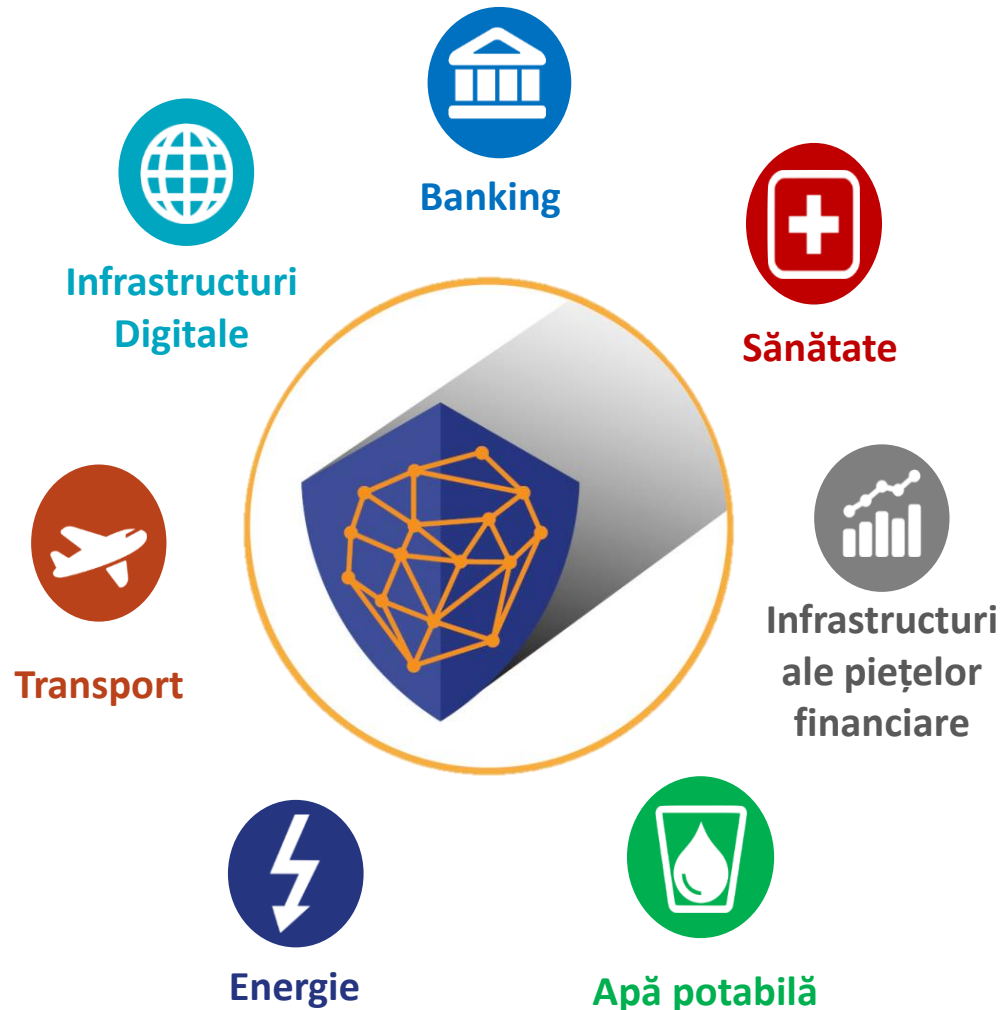 Banking
Infrastructuri
Digitale
Sănătate
Infrastructuri
ale piețelor
financiare
Transport
Energie
Apă potabilă